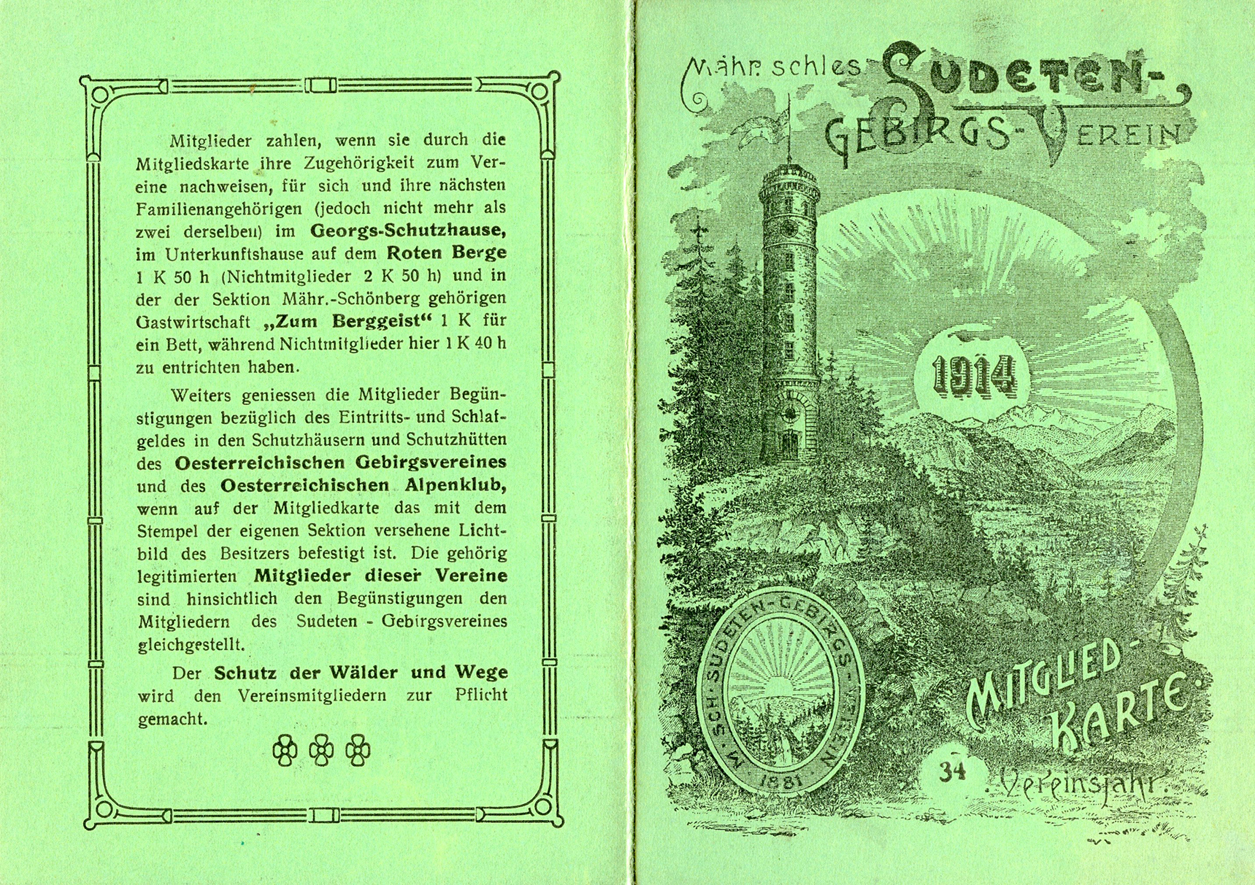 Mitglieder zahlen, wenn sie durch die
Mitgliedskarte ihre Zugehörigkeit zum Ver-
eine nachweisen, für sich und ihre nächsten
Familienangehörigen (jedoch nicht mehr als
zwei derselben) im Georgs-Schutzhause,
im Unterkunftshause auf dem Roten Berge
1 K 50 h (Nichtmitglieder 2 K 50 h) und in
der der Sektion Mähr.-Schönberg gehörigen
Gastwirtschaft „Zum Berggeist“ 1 K für
ein Bett, während Nichtmitglieder hier 1 K 40 h
zu entrichten haben.
Weiters geniessen die Mitglieder Begün-
stigungen bezüglich des Eintritts- und Schlaf-
geldes in den Schutzhäusern und Schutzhütten
des Oesterreichischen Gebirgsvereines
und des Oesterreichischen Alpenklub,
wenn auf der Mitgliedkarte das mit dem
Stempel der eigenen Sektion versehene Licht-
bild des Besitzers befestigt ist. Die gehörig
legitimierten Mitglieder dieser Vereine
sind hinsichtlich den Begünstigungen den
Mitgliedern des Sudeten - Gebirgsvereines
gleichgestellt.
Der Schutz der Wälder und Wege
wird den Vereinsmitgliedern zur Pflicht
gemacht.
Mähr. schles. SUDETEN-
GEBIRGS-VEREIN
1914
M. SCH. SUDETEN-GEBIRGS-VEREIN
1881
MITGLIED-
KARTE.
34. Vereinsjahr.